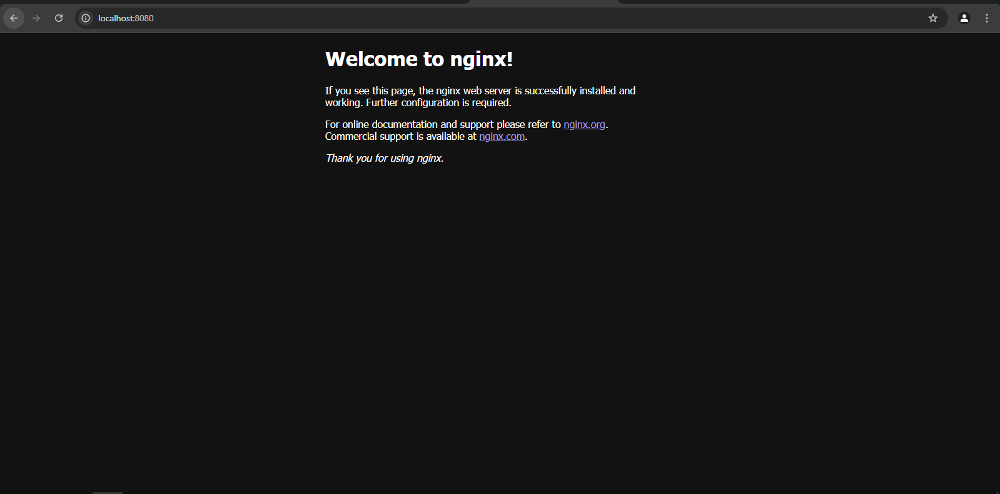 localhost:8080
Welcome to nginx!
If you see this page, the nginx web server is successfully installed and
working. Further configuration is required.
For online documentation and support please refer to nginx.org.
Commercial support is available at nginx.com.
Thank you for using nginx.